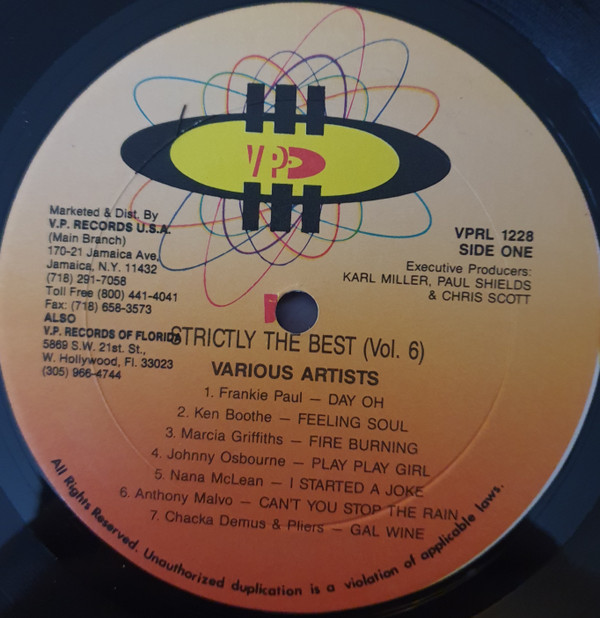 VP
Marketed & Dist. By
V.P. RECORDS U.S.A.
(Main Branch)
170-21 Jamaica Ave.
Jamaica, N.Y. 11432
(718) 291-7058
Toll Free (800) 441-4041
Fax: (718) 658-3573
ALSO
V.P. RECORDS OF FLORIDA
5869 S.W. 21st. St.,
W. Hollywood, Fl. 33023
(305) 966-4744
VPRL 1228
SIDE ONE
Executive Producers:
KARL MILLER, PAUL SHIELDS
& CHRIS SCOTT
STRICTLY THE BEST (Vol. 6)
VARIOUS ARTISTS
1. Frankie Paul — DAY OH
2. Ken Boothe — FEELING SOUL
3. Marcia Griffiths — FIRE BURNING
4. Johnny Osbourne — PLAY PLAY GIRL
5. Nana McLean — I STARTED A JOKE
6. Anthony Malvo — CAN'T YOU STOP THE RAIN
7. Chacka Demus & Pliers — GAL WINE
All Rights Reserved. Unauthorized duplication is a violation of applicable laws.